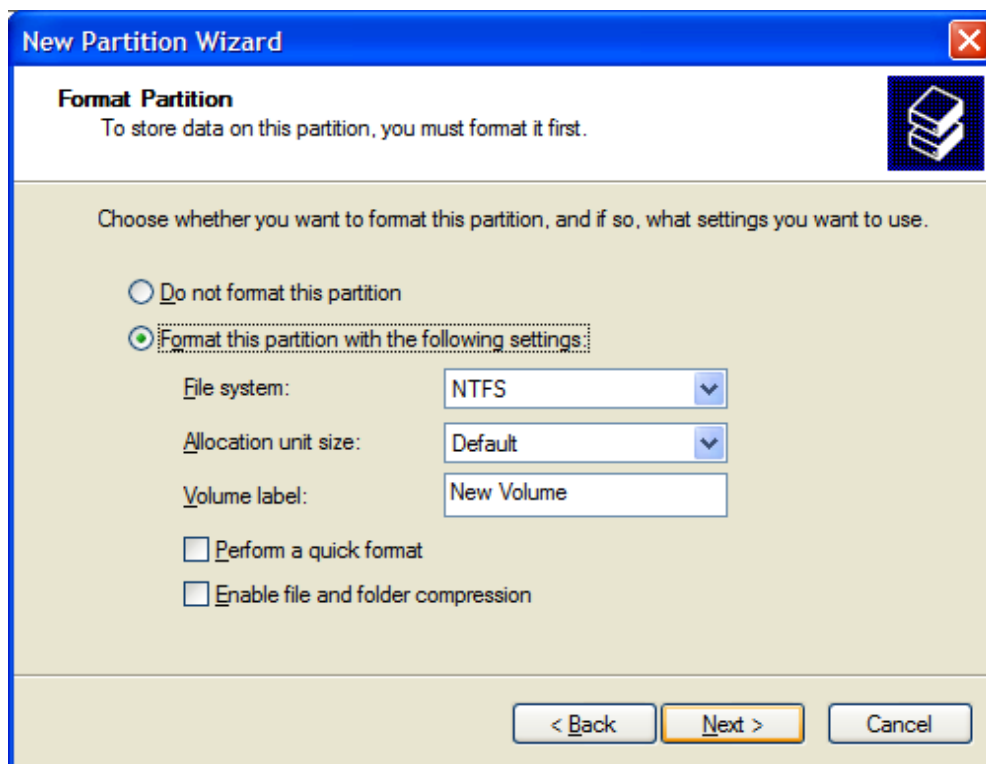 New Partition Wizard
Format Partition
To store data on this partition, you must format it first.
Choose whether you want to format this partition, and if so, what settings you want to use.
Do not format this partition
Format this partition with the following settings:
File system: NTFS
Allocation unit size: Default
Volume label: New Volume
Perform a quick format
Enable file and folder compression
< Back Next > Cancel